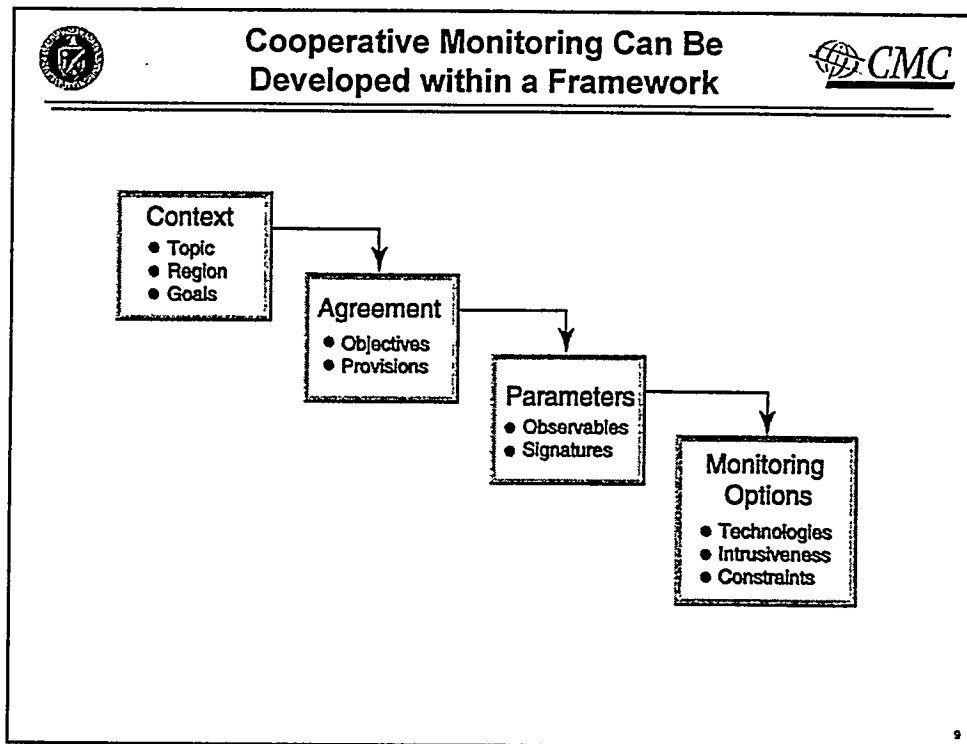 Cooperative Monitoring Can Be
Developed within a Framework
CMC
Context
● Topic
● Region
● Goals
Agreement
● Objectives
● Provisions
Parameters
● Observables
● Signatures
Monitoring
Options
● Technologies
● Intrusiveness
● Constraints
9